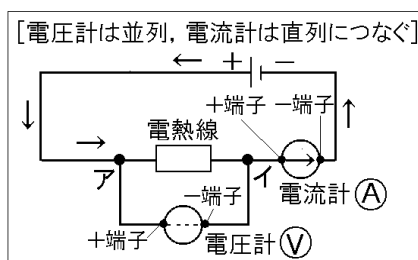 [電圧計は並列，電流計は直列につなぐ]
← + −
+端子 −端子
↓ → 電熱線 ↑
ア イ 電流計Ⓐ
−端子
+端子 電圧計Ⓥ